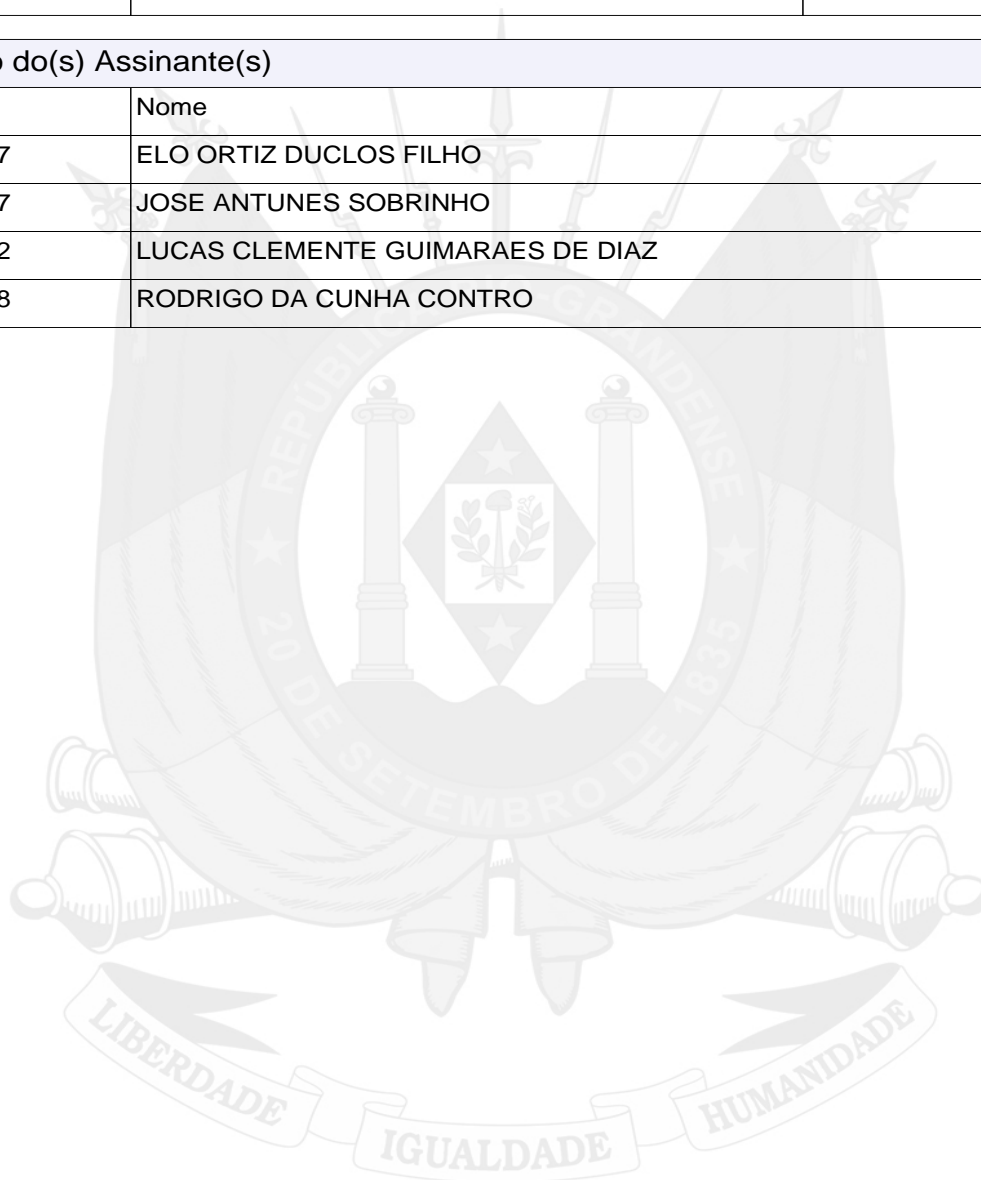 o do(s) Assinante(s)
Nome
7 ELO ORTIZ DUCLOS FILHO
7 JOSE ANTUNES SOBRINHO
2 LUCAS CLEMENTE GUIMARAES DE DIAZ
8 RODRIGO DA CUNHA CONTRO
REPÚBLICA RIO-GRANDENSE
20 DE SETEMBRO DE 1835
LIBERDADE IGUALDADE HUMANIDADE